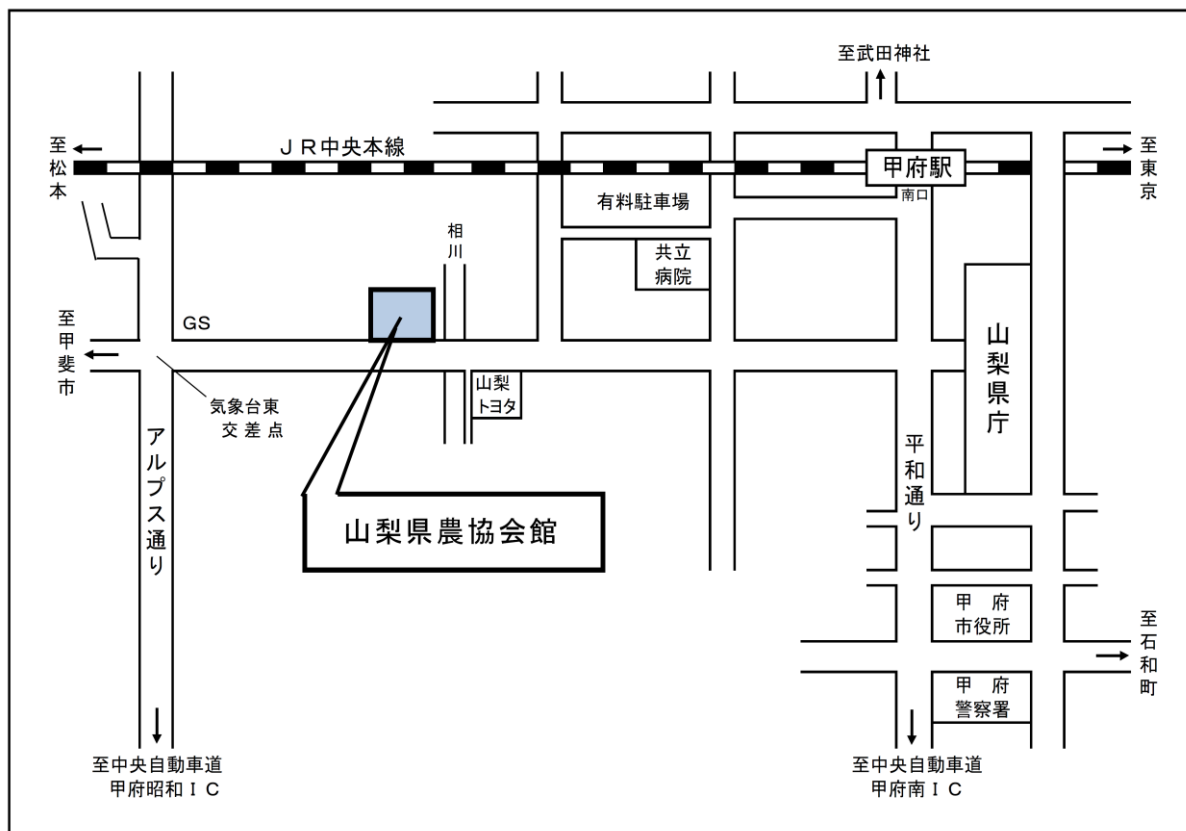 至武田神社
至松本
ＪＲ中央本線
甲府駅
南口
至東京
有料駐車場
相川
共立
病院
GS
至甲斐市
山梨県庁
山梨
トヨタ
気象台東
交差点
アルプス通り
平和通り
山梨県農協会館
甲　府
市役所
至石和町
甲　府
警察署
至中央自動車道
甲府昭和ＩＣ
至中央自動車道
甲府南ＩＣ